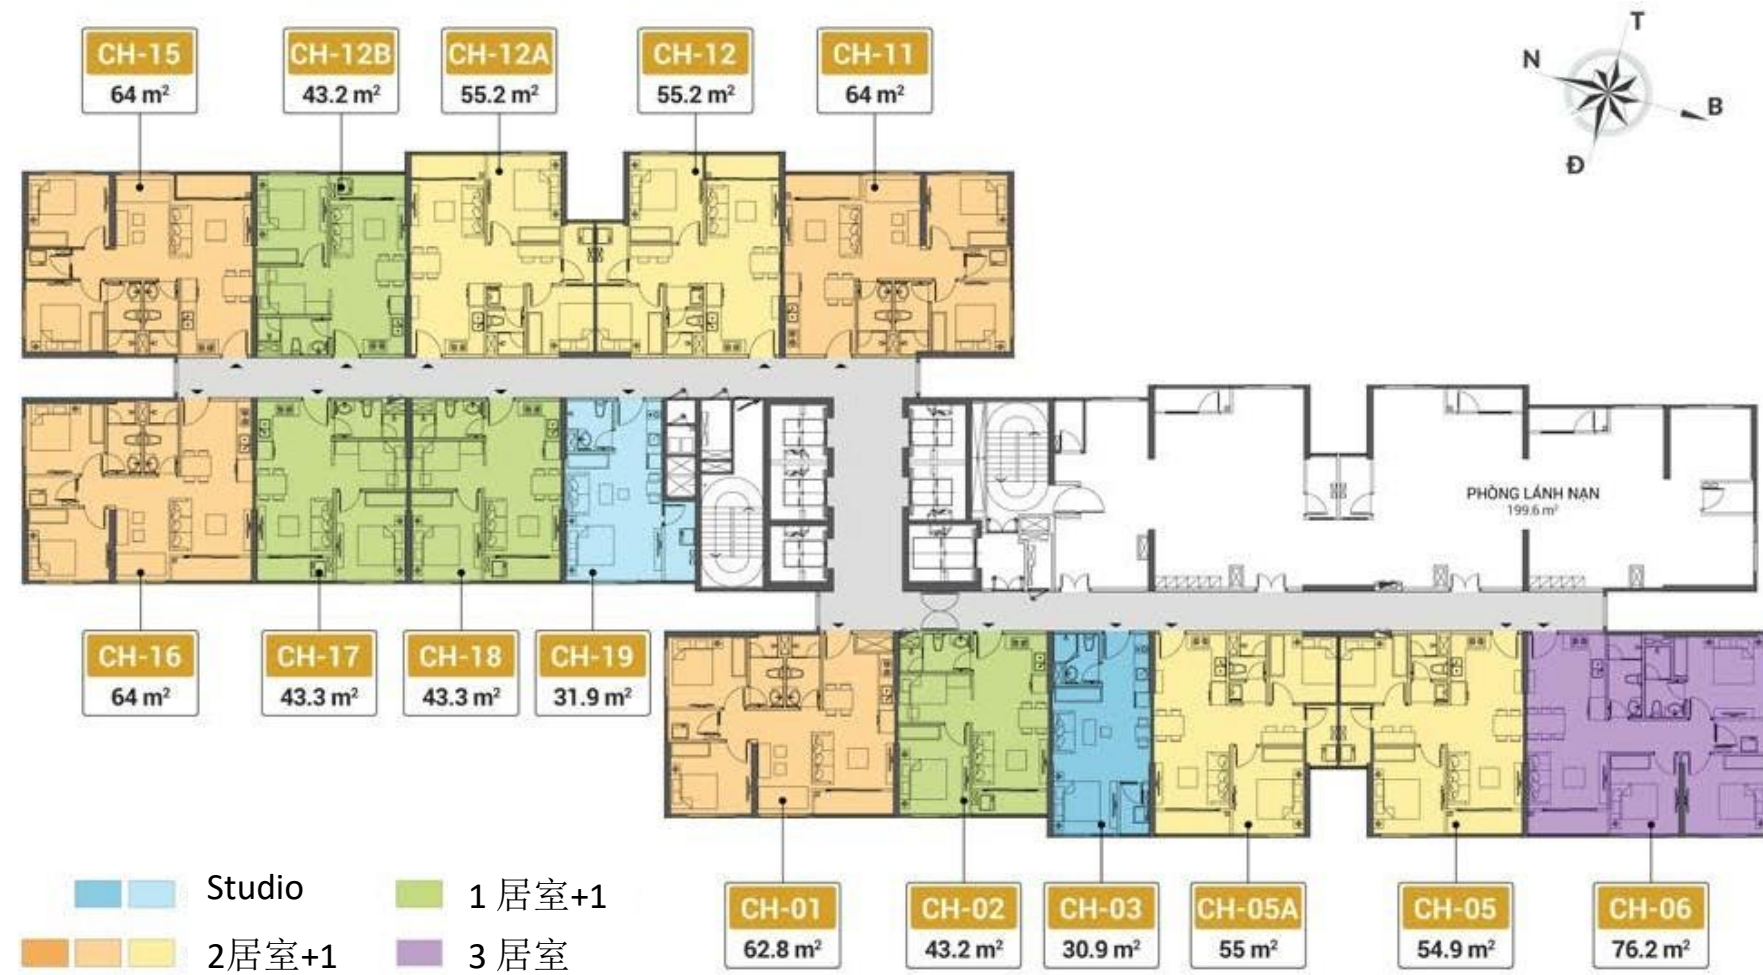 CH-15
64 m²
CH-12B
43.2 m²
CH-12A
55.2 m²
CH-12
55.2 m²
CH-11
64 m²
T
N
B
Đ
PHÒNG LÁNH NẠN
199.6 m²
CH-16
64 m²
CH-17
43.3 m²
CH-18
43.3 m²
CH-19
31.9 m²
CH-01
62.8 m²
CH-02
43.2 m²
CH-03
30.9 m²
CH-05A
55 m²
CH-05
54.9 m²
CH-06
76.2 m²
Studio
1 居室+1
2居室+1
3 居室